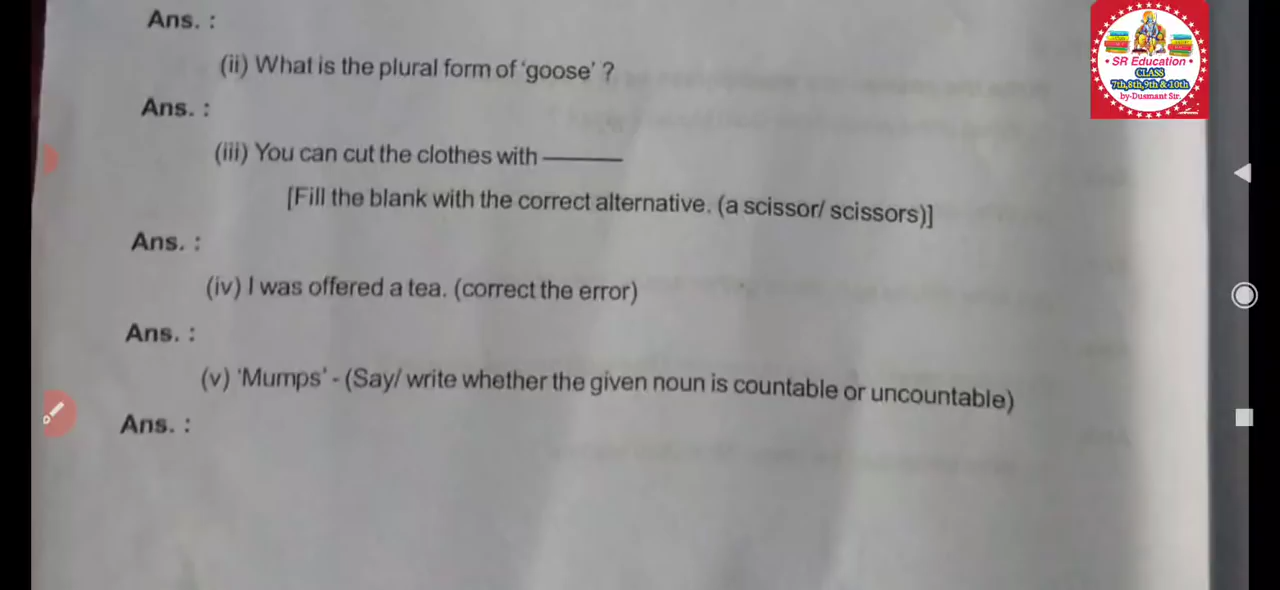 Ans. :
(ii) What is the plural form of 'goose' ?
Ans. :
(iii) You can cut the clothes with ———
[Fill the blank with the correct alternative. (a scissor/ scissors)]
Ans. :
(iv) I was offered a tea. (correct the error)
Ans. :
(v) 'Mumps' - (Say/ write whether the given noun is countable or uncountable)
Ans. :
• SR Education •
CLASS
7th,8th,9th & 10th
by-Dusmant Sir.